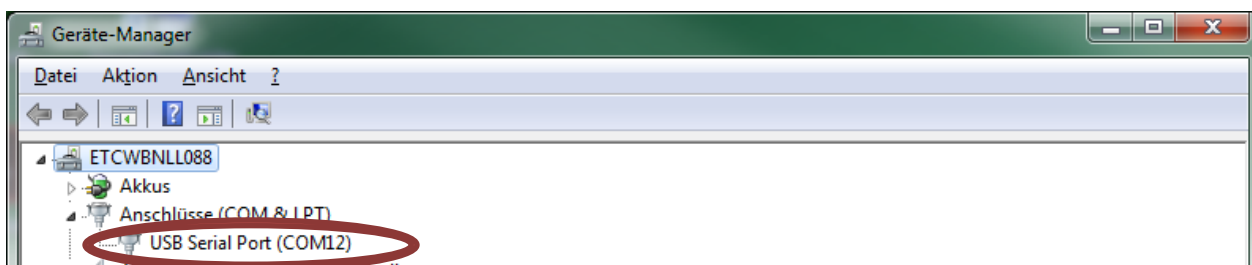 Geräte-Manager
Datei Aktion Ansicht ?
ETCWBNLL088
Akkus
Anschlüsse (COM & LPT)
USB Serial Port (COM12)